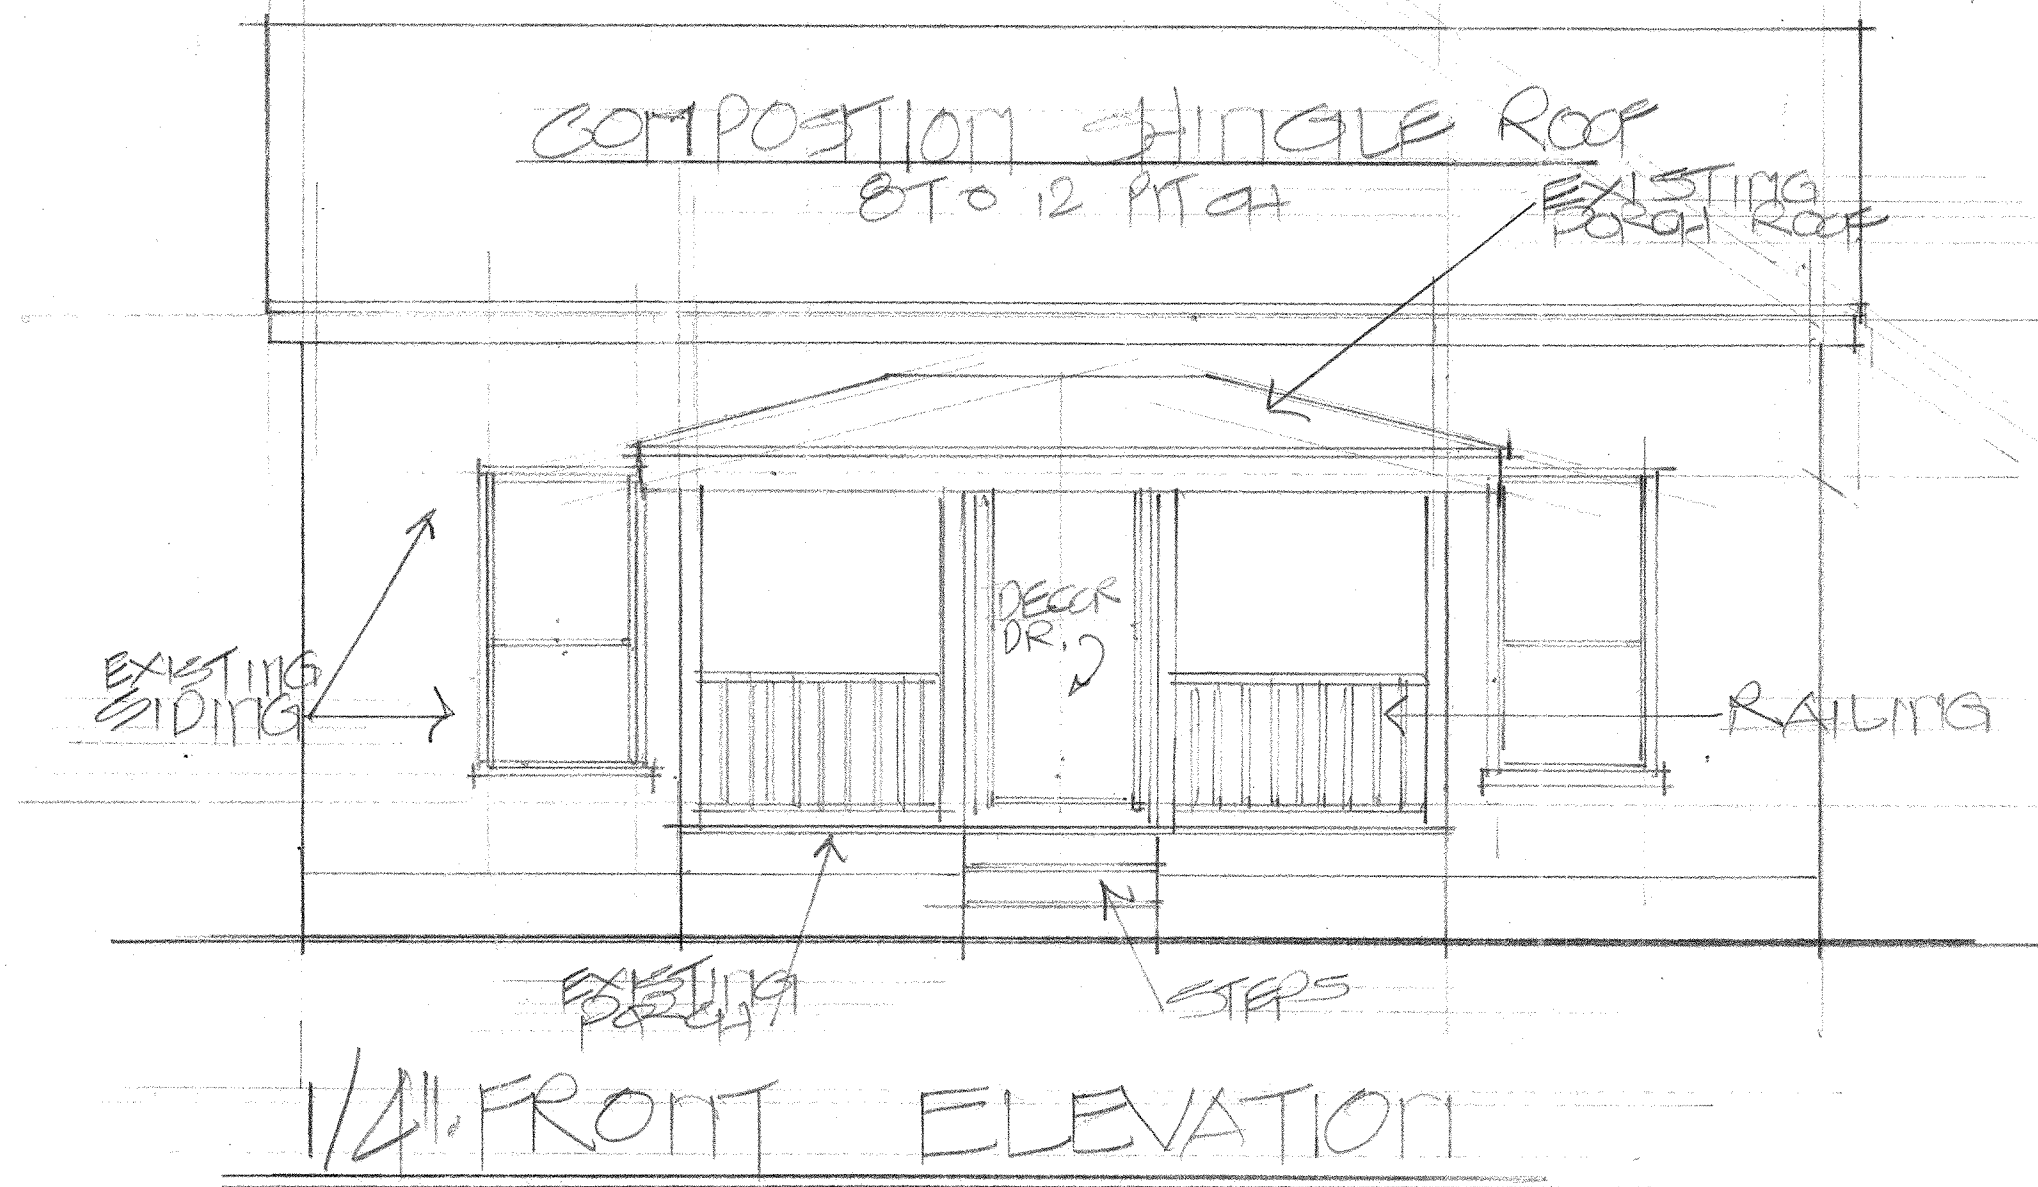 COMPOSITION SHINGLE ROOF
8 TO 12 PITCH
EXISTING
PORCH ROOF
DECOR
DR.
EXISTING
SIDING
RAILING
EXISTING
PORCH
STEPS
1/4". FRONT ELEVATION